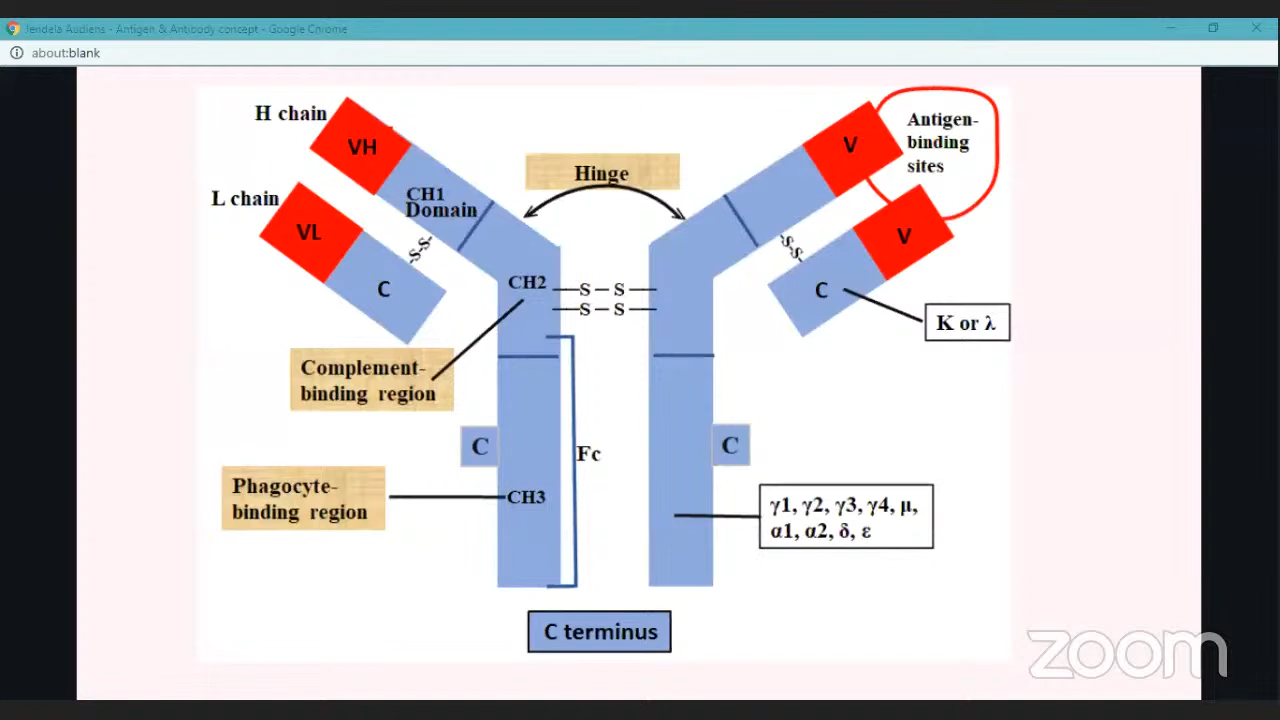 Jendela Audiens - Antigen & Antibody concept - Google Chrome
about:blank
H chain
VH
L chain
VL
CH1
Domain
-S-S-
C
Hinge
V
Antigen-
binding
sites
V
-S-S-
C
K or λ
CH2
S – S
S – S
Complement-
binding region
C
Fc
C
Phagocyte-
binding region
CH3
γ1, γ2, γ3, γ4, μ,
α1, α2, δ, ε
C terminus
zoom